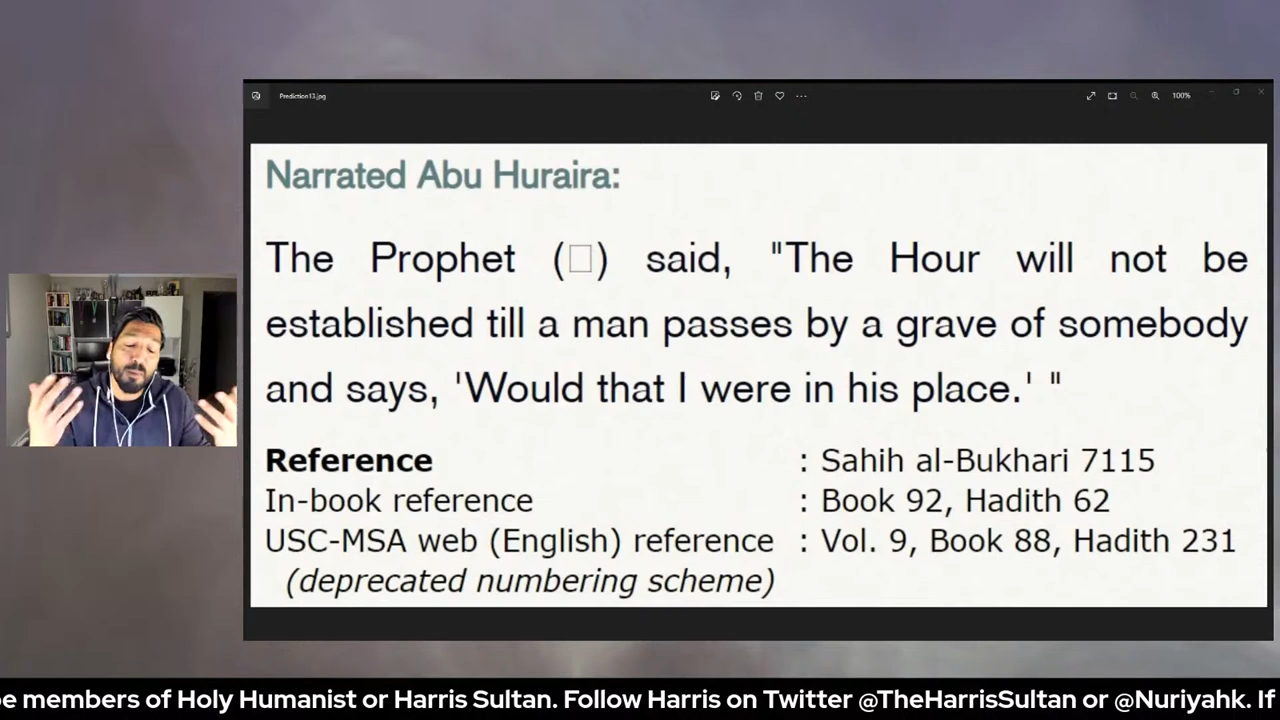 Prediction13.jpg
100%
Narrated Abu Huraira:
The Prophet (□) said, "The Hour will not be
established till a man passes by a grave of somebody
and says, 'Would that I were in his place.' "
Reference : Sahih al-Bukhari 7115
In-book reference : Book 92, Hadith 62
USC-MSA web (English) reference : Vol. 9, Book 88, Hadith 231
(deprecated numbering scheme)
be members of Holy Humanist or Harris Sultan. Follow Harris on Twitter @TheHarrisSultan or @Nuriyahk. If